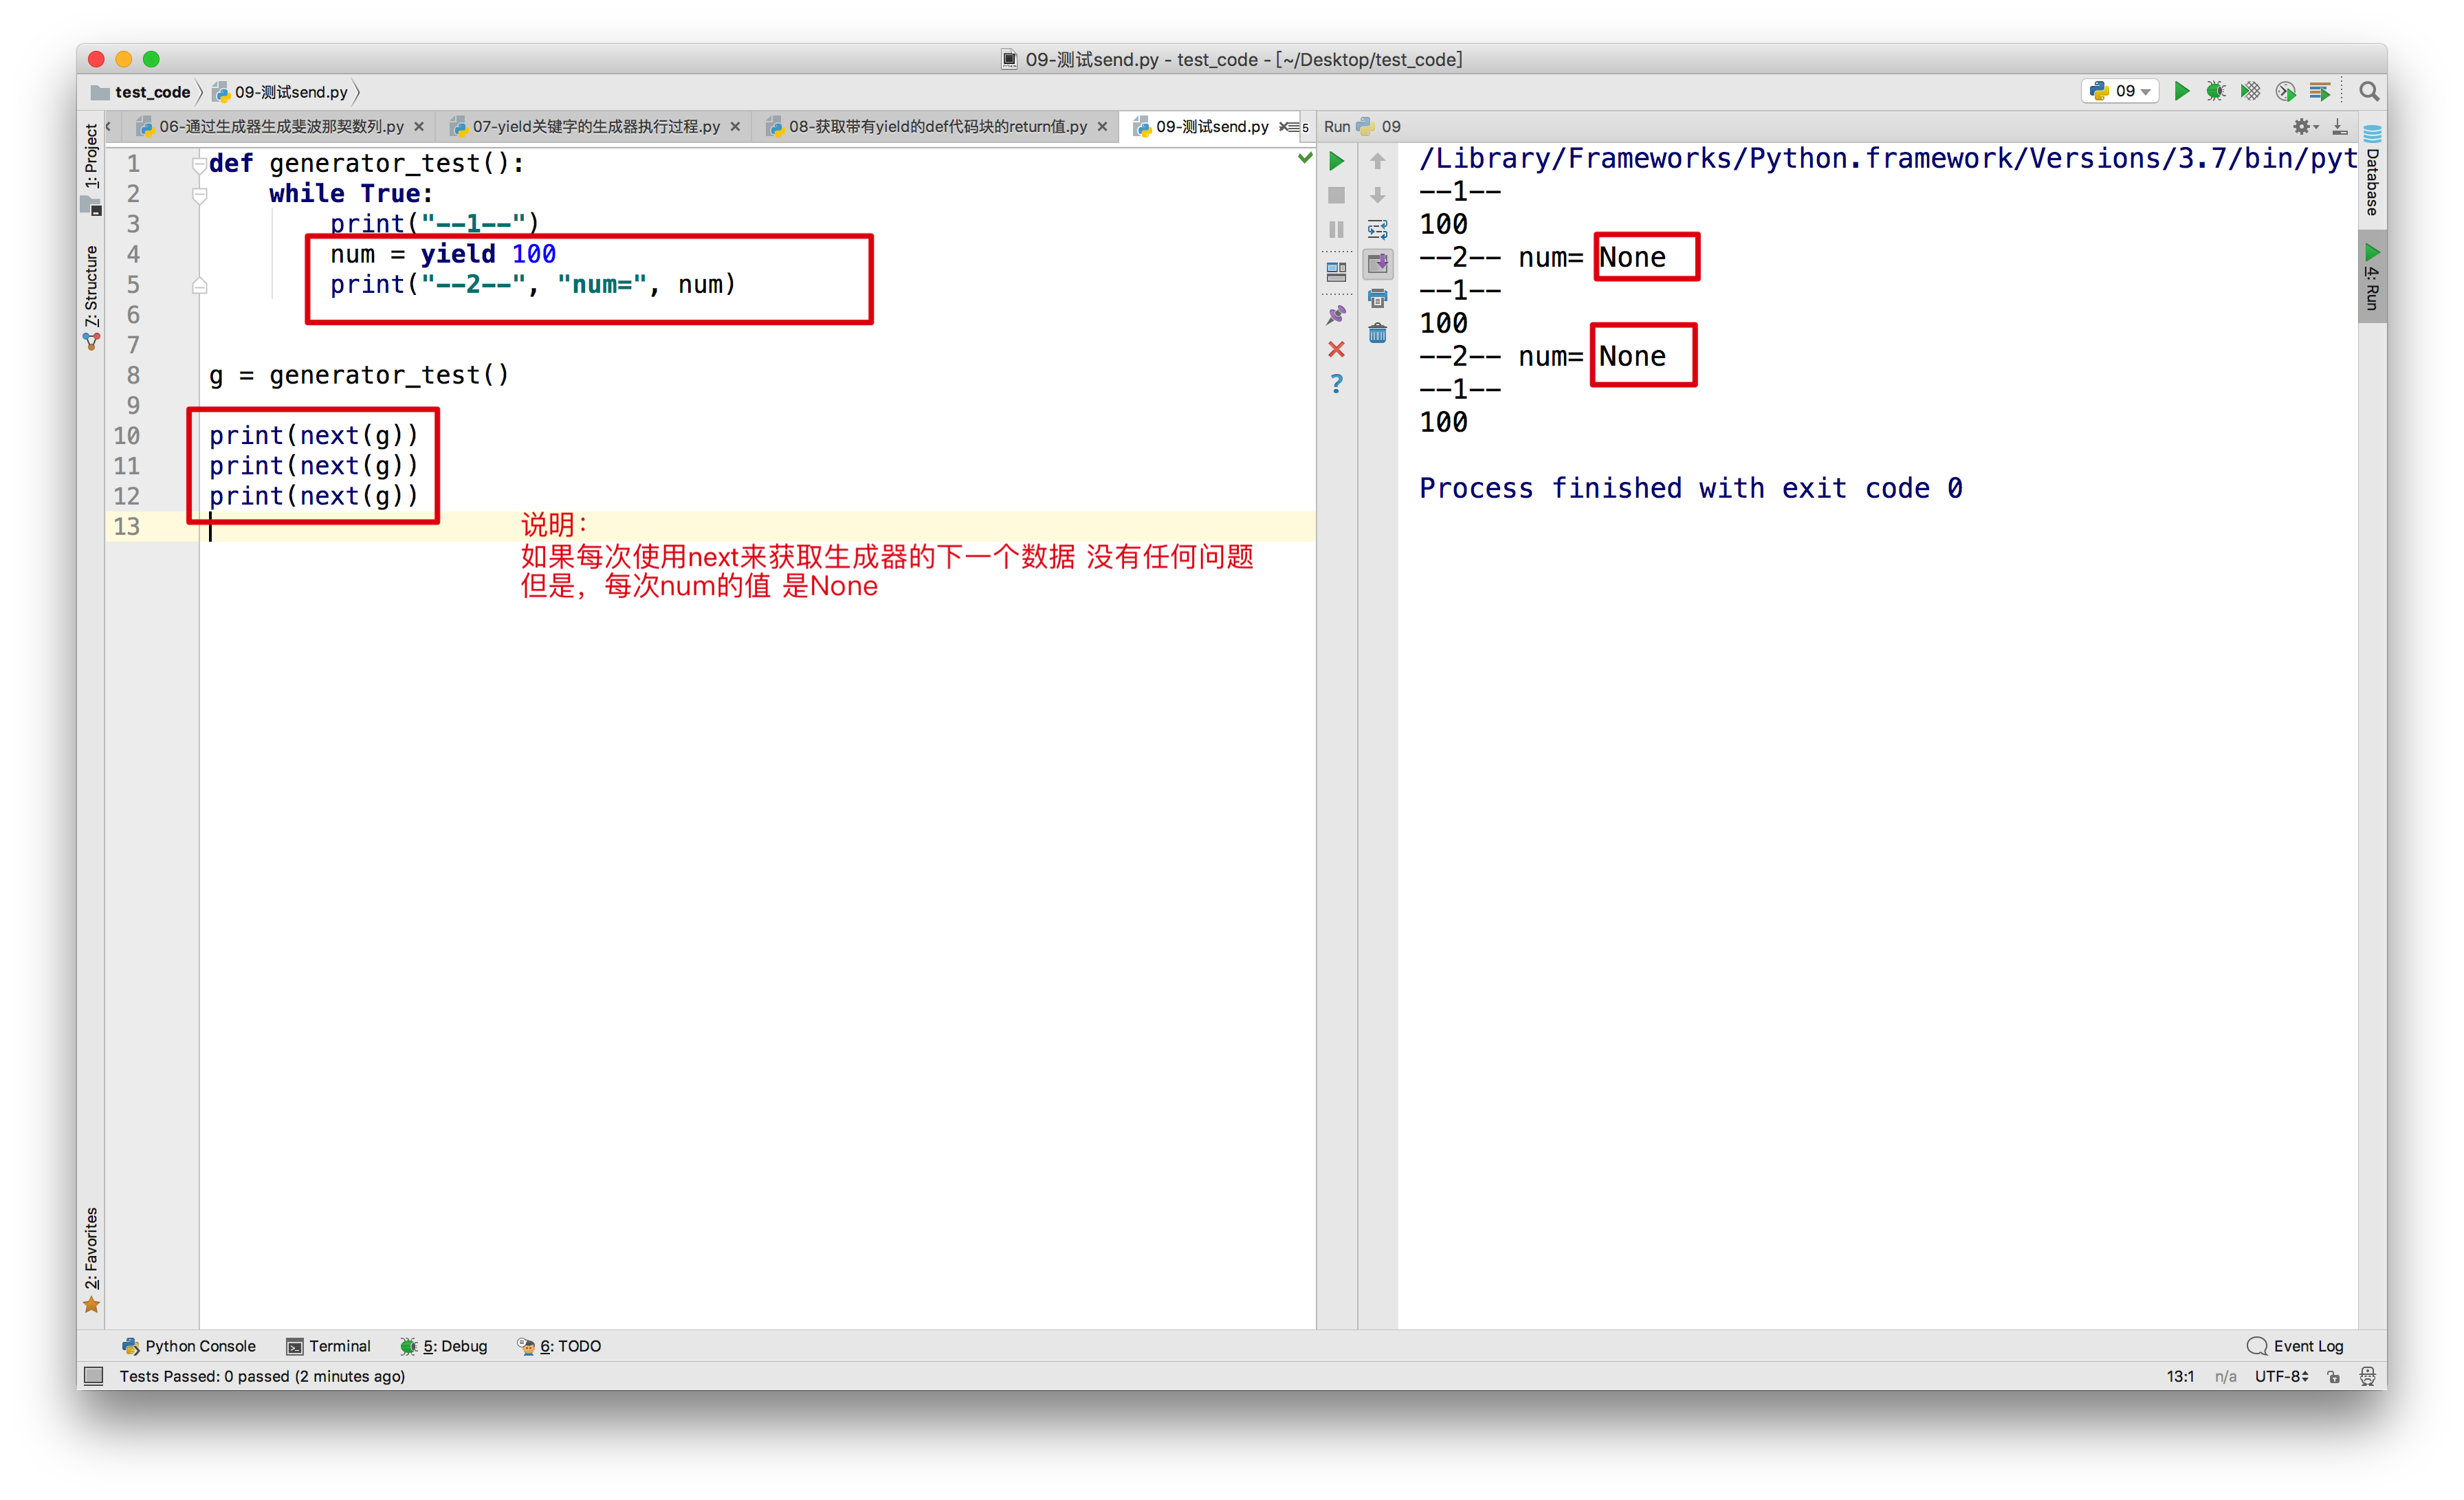 09-测试send.py - test_code - [~/Desktop/test_code]
test_code 09-测试send.py
09
06-通过生成器生成斐波那契数列.py
07-yield关键字的生成器执行过程.py
08-获取带有yield的def代码块的return值.py
09-测试send.py
5
Run 09
1: Project
7: Structure
2: Favorites
1 def generator_test():
2 while True:
3 print("--1--")
4 num = yield 100
5 print("--2--", "num=", num)
6
7
8 g = generator_test()
9
10 print(next(g))
11 print(next(g))
12 print(next(g))
13
说明：
如果每次使用next来获取生成器的下一个数据 没有任何问题
但是，每次num的值 是None
/Library/Frameworks/Python.framework/Versions/3.7/bin/pyt
--1--
100
--2-- num= None
--1--
100
--2-- num= None
--1--
100
Process finished with exit code 0
Database
4: Run
Python Console
Terminal
5: Debug
6: TODO
Event Log
Tests Passed: 0 passed (2 minutes ago)
13:1
n/a
UTF-8